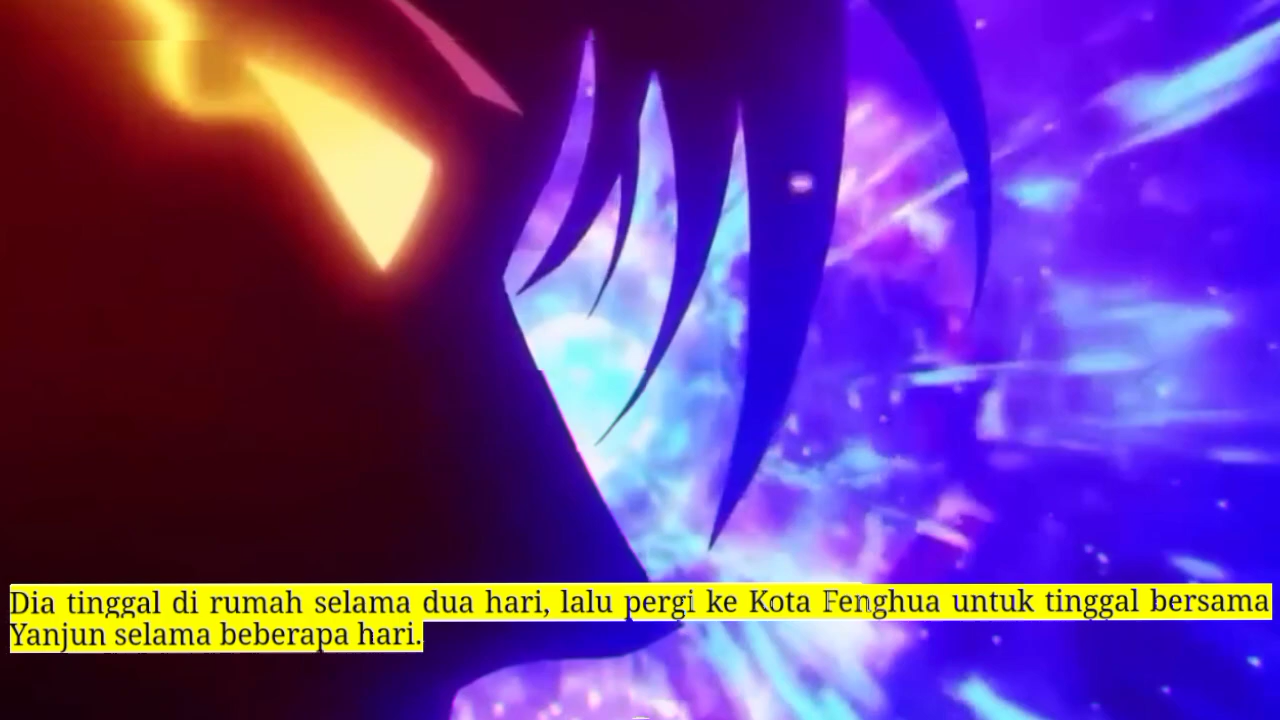 Dia tinggal di rumah selama dua hari, lalu pergi ke Kota Fenghua untuk tinggal bersama
Yanjun selama beberapa hari.